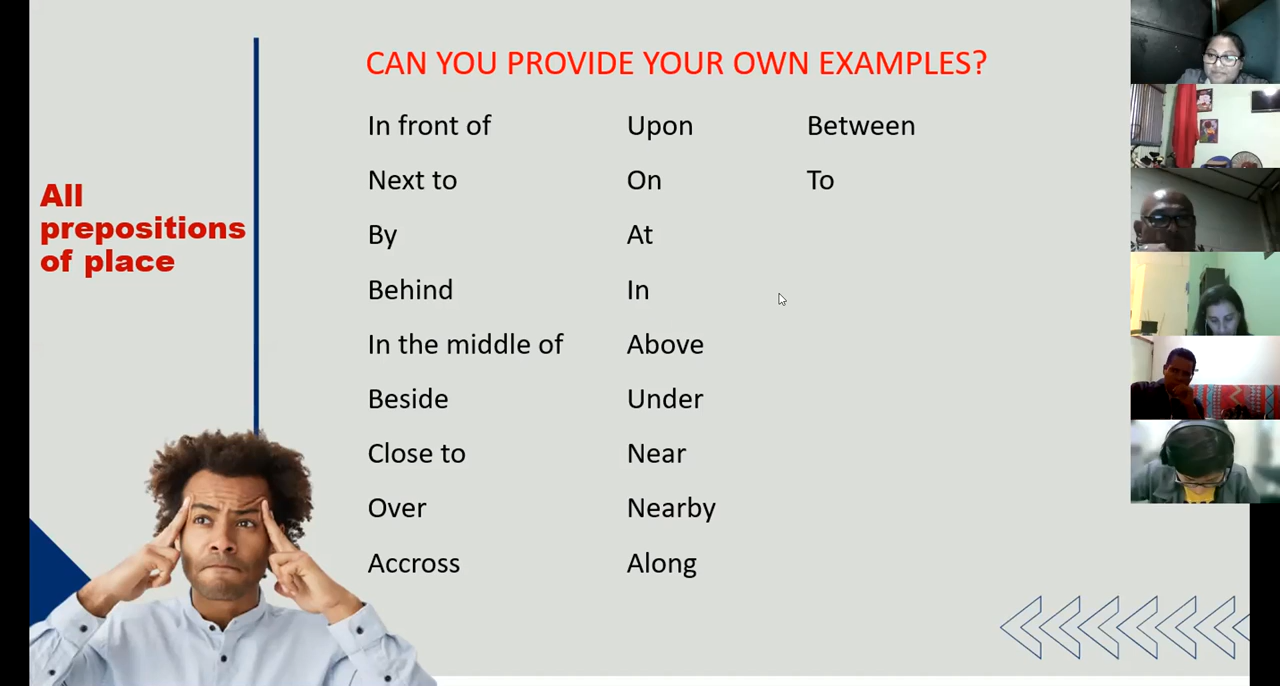 CAN YOU PROVIDE YOUR OWN EXAMPLES?
All
prepositions
of place
In front of
Next to
By
Behind
In the middle of
Beside
Close to
Over
Accross
Upon
On
At
In
Above
Under
Near
Nearby
Along
Between
To